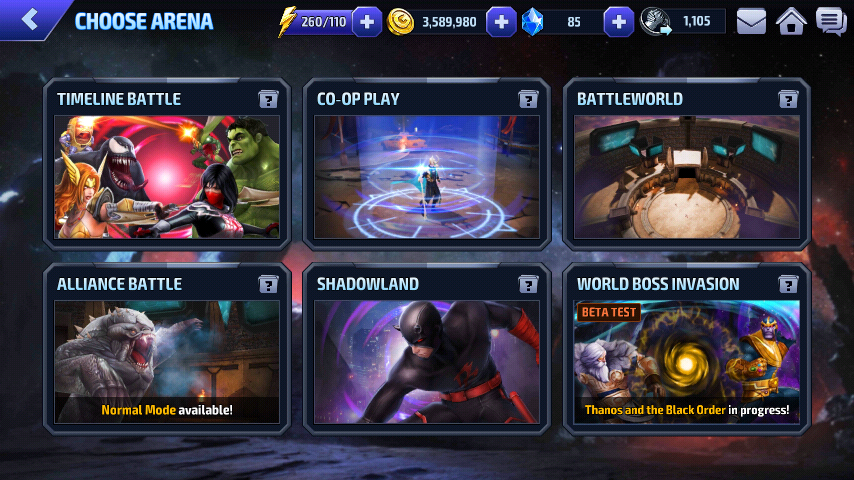 CHOOSE ARENA
260/110
3,589,980
85
1,105
TIMELINE BATTLE
?
CO-OP PLAY
?
BATTLEWORLD
?
ALLIANCE BATTLE
?
Normal Mode available!
SHADOWLAND
?
WORLD BOSS INVASION
?
BETA TEST
Thanos and the Black Order in progress!